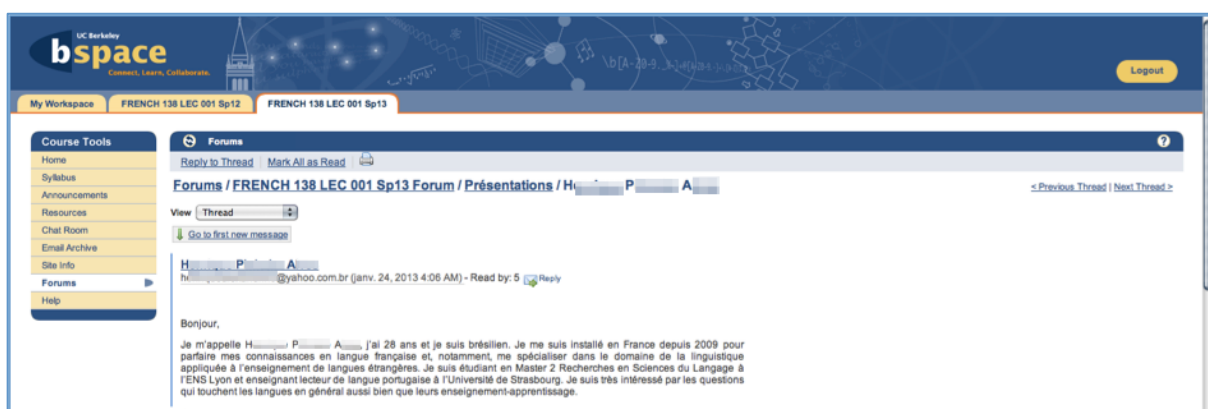 UC Berkeley
bspace
Connect, Learn, Collaborate.
Logout
My Workspace
FRENCH 138 LEC 001 Sp12
FRENCH 138 LEC 001 Sp13
Course Tools
Home
Syllabus
Announcements
Resources
Chat Room
Email Archive
Site Info
Forums
Help
Forums
?
Reply to Thread | Mark All as Read
Forums / FRENCH 138 LEC 001 Sp13 Forum / Présentations / H P A
< Previous Thread | Next Thread >
View Thread
Go to first new message
H P A
@yahoo.com.br (janv. 24, 2013 4:06 AM) - Read by: 5 Reply
Bonjour,
Je m'appelle H P A, j'ai 28 ans et je suis brésilien. Je me suis installé en France depuis 2009 pour
parfaire mes connaissances en langue française et, notamment, me spécialiser dans le domaine de la linguistique
appliquée à l'enseignement de langues étrangères. Je suis étudiant en Master 2 Recherches en Sciences du Langage à
l'ENS Lyon et enseignant lecteur de langue portugaise à l'Université de Strasbourg. Je suis très intéressé par les questions
qui touchent les langues en général aussi bien que leurs enseignement-apprentissage.